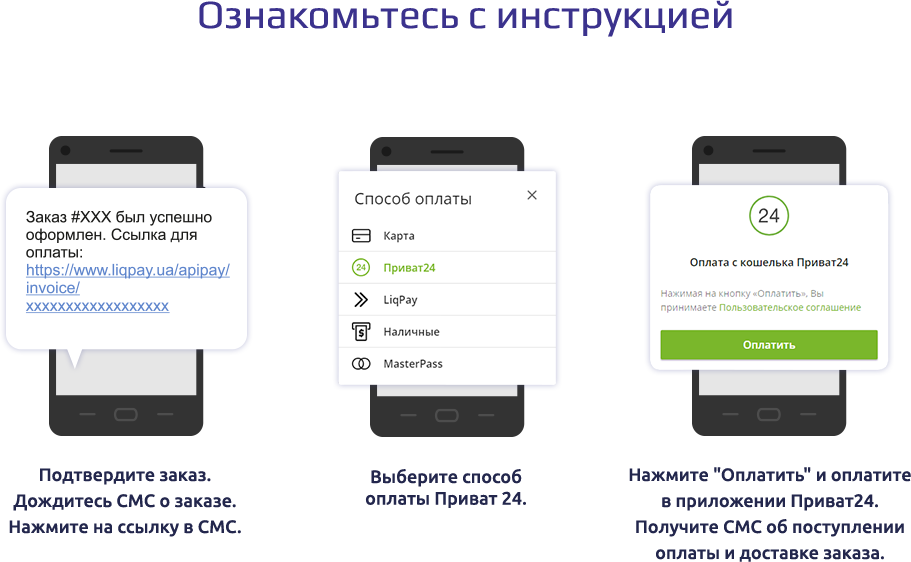 Ознакомьтесь с инструкцией
Заказ #XXX был успешно
оформлен. Ссылка для
оплаты:
https://www.liqpay.ua/apipay/
invoice/
xxxxxxxxxxxxxxxxxx
Подтвердите заказ.
Дождитесь СМС о заказе.
Нажмите на ссылку в СМС.
Способ оплаты
Карта
24 Приват24
LiqPay
$ Наличные
MasterPass
Выберите способ
оплаты Приват 24.
24
Оплата с кошелька Приват24
Нажимая на кнопку «Оплатить», Вы
принимаете Пользовательское соглашение
Оплатить
Нажмите "Оплатить" и оплатите
в приложении Приват24.
Получите СМС об поступлении
оплаты и доставке заказа.